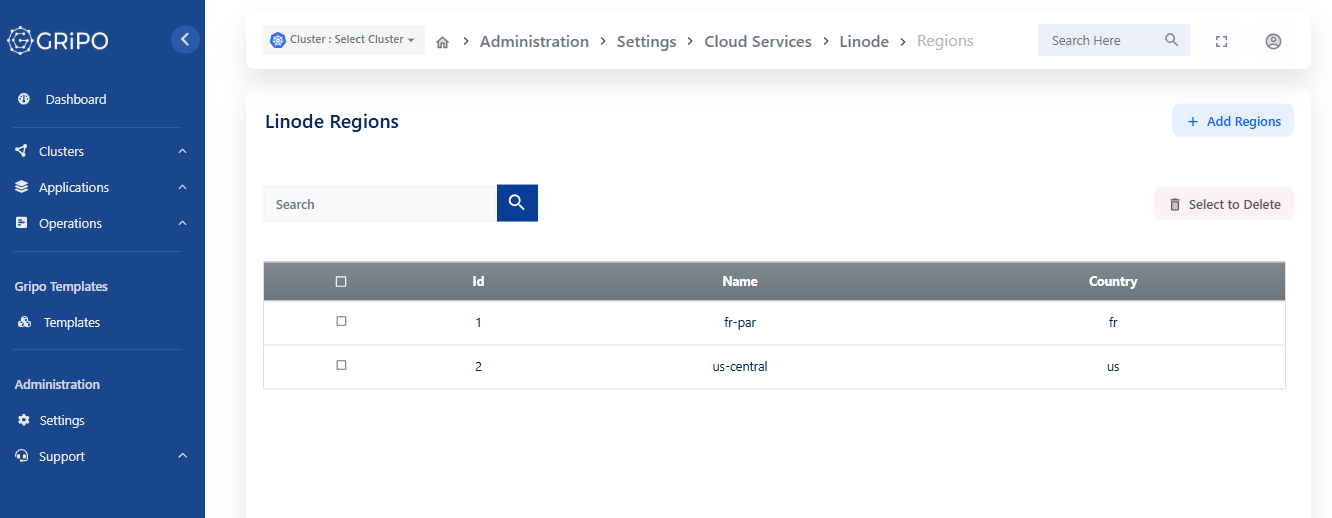 GRiPO
Dashboard
Clusters
Applications
Operations
Gripo Templates
Templates
Administration
Settings
Support
Cluster : Select Cluster
Administration > Settings > Cloud Services > Linode > Regions
Search Here
Linode Regions
+ Add Regions
Search
Select to Delete
Id Name Country
1 fr-par fr
2 us-central us